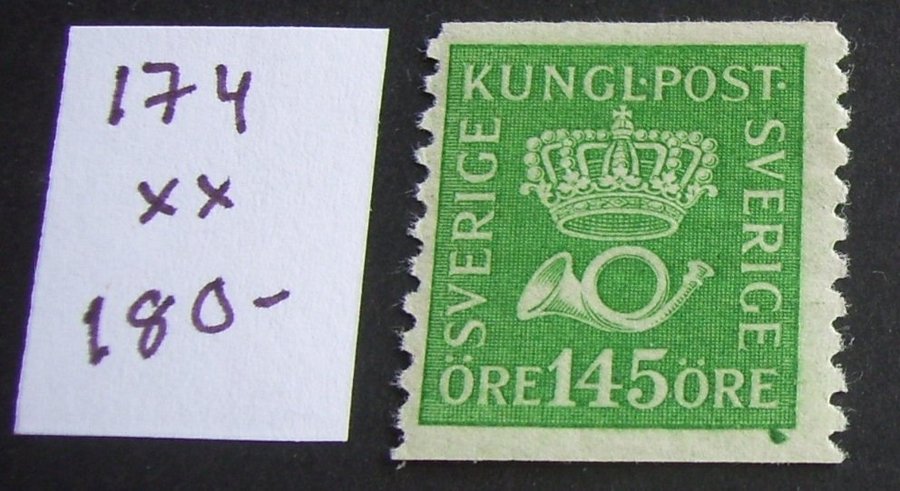 174
xx
180-
KUNGL·POST·
SVERIGE
SVERIGE
ÖRE 145 ÖRE